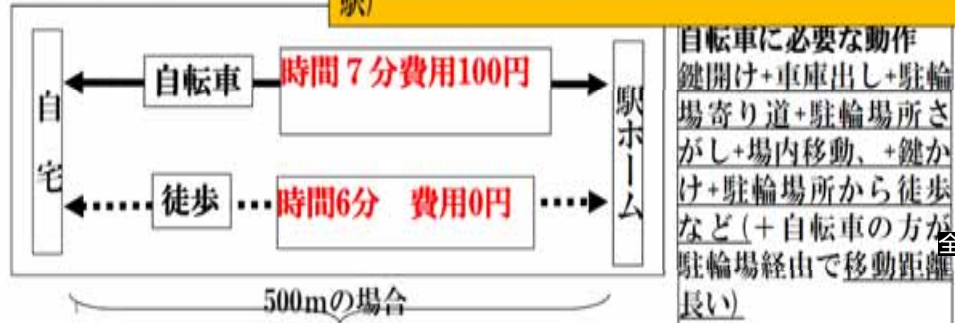 駅)
自宅
自転車
時間７分費用100円
徒歩
時間6分　費用0円
駅ホーム
500mの場合
自転車に必要な動作
鍵開け+車庫出し+駐輪
場寄り道+駐輪場所さ
がし+場内移動、+鍵か
け+駐輪場所から徒歩
など(＋自転車の方が
駐輪場経由で移動距離
長い)
全